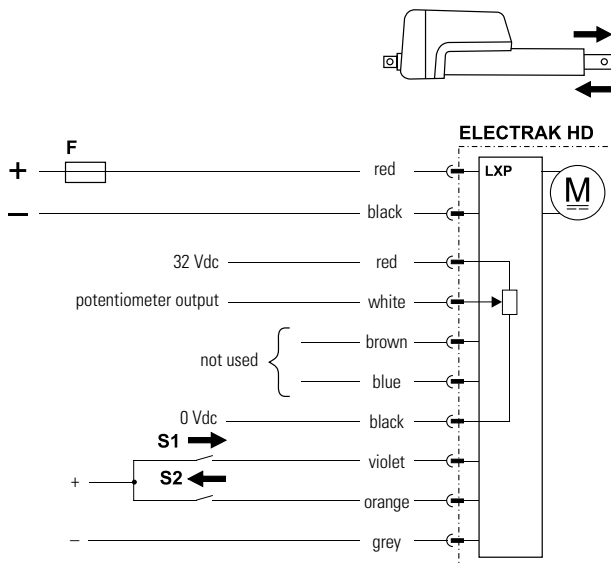 F
ELECTRAK HD
+ red LXP M
– black
32 Vdc red
potentiometer output white
not used brown
blue
0 Vdc black
S1 violet
+ S2 orange
– grey